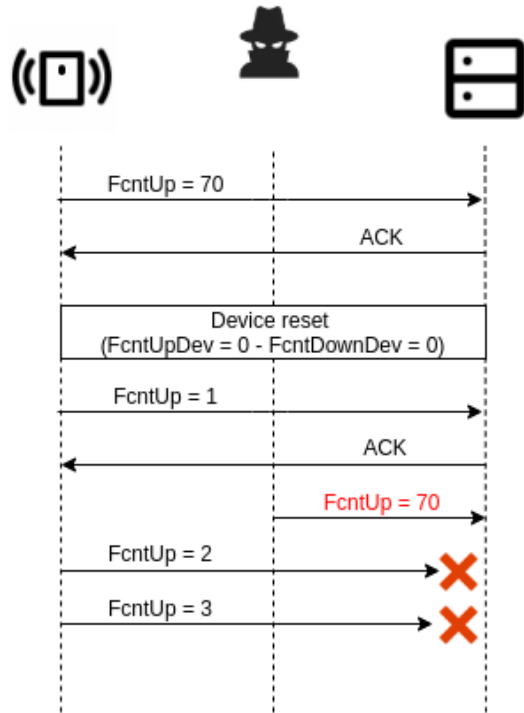 FcntUp = 70
ACK
Device reset
(FcntUpDev = 0 - FcntDownDev = 0)
FcntUp = 1
ACK
FcntUp = 70
FcntUp = 2
FcntUp = 3